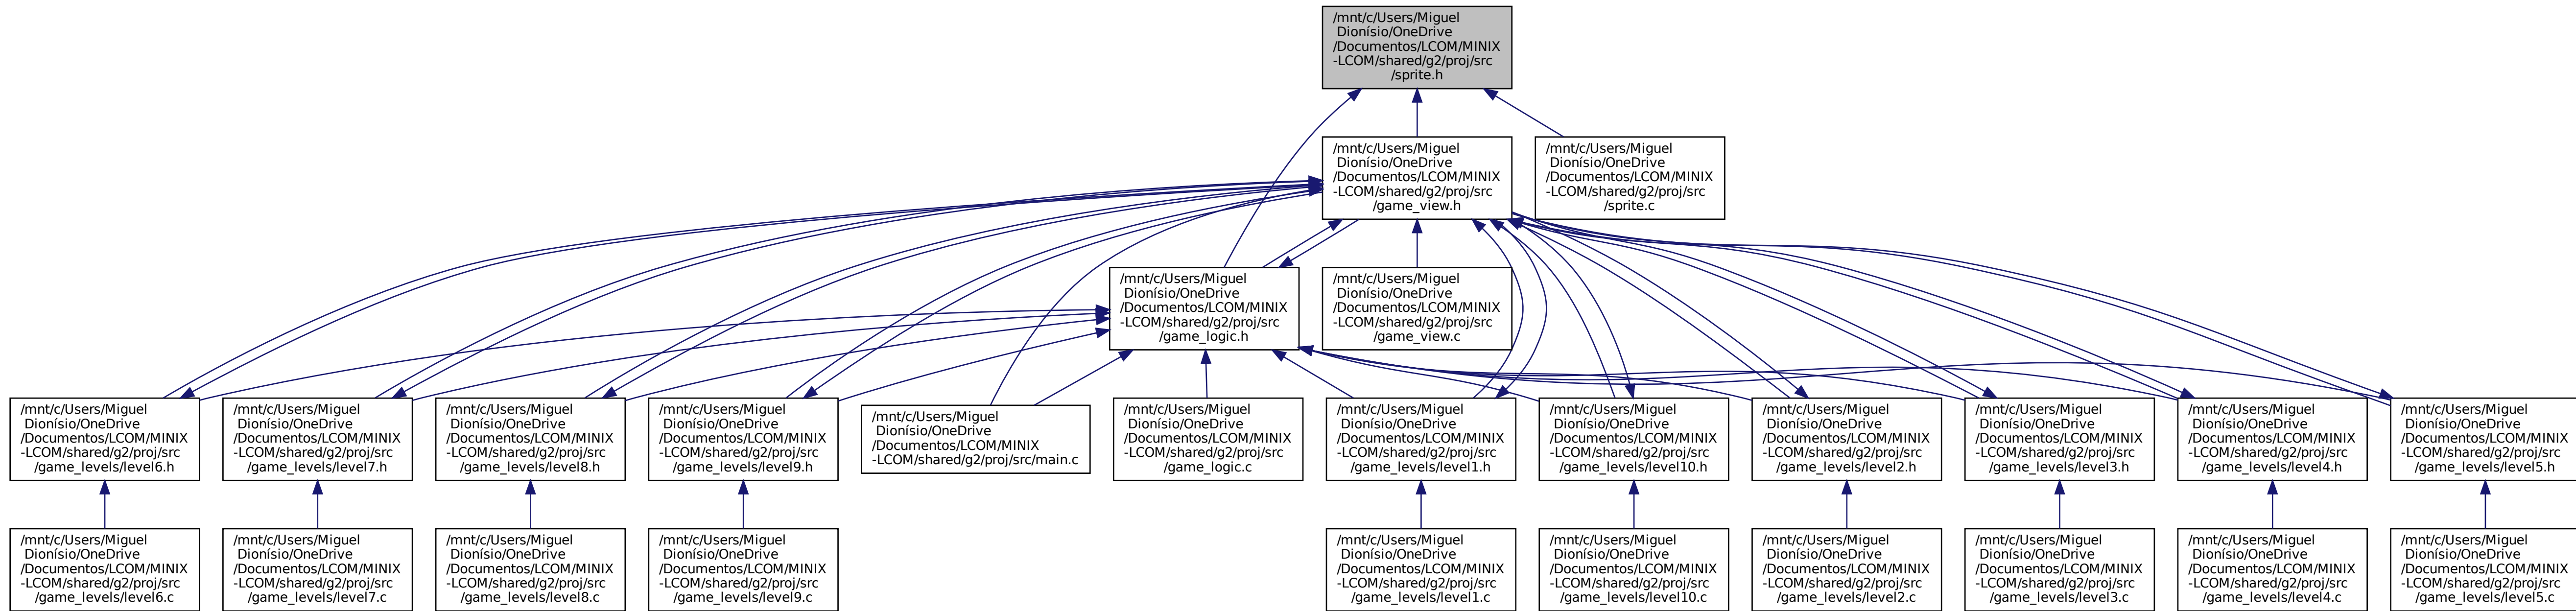 /mnt/c/Users/Miguel
Dionísio/OneDrive
/Documentos/LCOM/MINIX
-LCOM/shared/g2/proj/src
/sprite.h
/mnt/c/Users/Miguel
Dionísio/OneDrive
/Documentos/LCOM/MINIX
-LCOM/shared/g2/proj/src
/game_view.h
/mnt/c/Users/Miguel
Dionísio/OneDrive
/Documentos/LCOM/MINIX
-LCOM/shared/g2/proj/src
/sprite.c
/mnt/c/Users/Miguel
Dionísio/OneDrive
/Documentos/LCOM/MINIX
-LCOM/shared/g2/proj/src
/game_logic.h
/mnt/c/Users/Miguel
Dionísio/OneDrive
/Documentos/LCOM/MINIX
-LCOM/shared/g2/proj/src
/game_view.c
/mnt/c/Users/Miguel
Dionísio/OneDrive
/Documentos/LCOM/MINIX
-LCOM/shared/g2/proj/src
/game_levels/level6.h
/mnt/c/Users/Miguel
Dionísio/OneDrive
/Documentos/LCOM/MINIX
-LCOM/shared/g2/proj/src
/game_levels/level7.h
/mnt/c/Users/Miguel
Dionísio/OneDrive
/Documentos/LCOM/MINIX
-LCOM/shared/g2/proj/src
/game_levels/level8.h
/mnt/c/Users/Miguel
Dionísio/OneDrive
/Documentos/LCOM/MINIX
-LCOM/shared/g2/proj/src
/game_levels/level9.h
/mnt/c/Users/Miguel
Dionísio/OneDrive
/Documentos/LCOM/MINIX
-LCOM/shared/g2/proj/src/main.c
/mnt/c/Users/Miguel
Dionísio/OneDrive
/Documentos/LCOM/MINIX
-LCOM/shared/g2/proj/src
/game_logic.c
/mnt/c/Users/Miguel
Dionísio/OneDrive
/Documentos/LCOM/MINIX
-LCOM/shared/g2/proj/src
/game_levels/level1.h
/mnt/c/Users/Miguel
Dionísio/OneDrive
/Documentos/LCOM/MINIX
-LCOM/shared/g2/proj/src
/game_levels/level10.h
/mnt/c/Users/Miguel
Dionísio/OneDrive
/Documentos/LCOM/MINIX
-LCOM/shared/g2/proj/src
/game_levels/level2.h
/mnt/c/Users/Miguel
Dionísio/OneDrive
/Documentos/LCOM/MINIX
-LCOM/shared/g2/proj/src
/game_levels/level3.h
/mnt/c/Users/Miguel
Dionísio/OneDrive
/Documentos/LCOM/MINIX
-LCOM/shared/g2/proj/src
/game_levels/level4.h
/mnt/c/Users/Miguel
Dionísio/OneDrive
/Documentos/LCOM/MINIX
-LCOM/shared/g2/proj/src
/game_levels/level5.h
/mnt/c/Users/Miguel
Dionísio/OneDrive
/Documentos/LCOM/MINIX
-LCOM/shared/g2/proj/src
/game_levels/level6.c
/mnt/c/Users/Miguel
Dionísio/OneDrive
/Documentos/LCOM/MINIX
-LCOM/shared/g2/proj/src
/game_levels/level7.c
/mnt/c/Users/Miguel
Dionísio/OneDrive
/Documentos/LCOM/MINIX
-LCOM/shared/g2/proj/src
/game_levels/level8.c
/mnt/c/Users/Miguel
Dionísio/OneDrive
/Documentos/LCOM/MINIX
-LCOM/shared/g2/proj/src
/game_levels/level9.c
/mnt/c/Users/Miguel
Dionísio/OneDrive
/Documentos/LCOM/MINIX
-LCOM/shared/g2/proj/src
/game_levels/level1.c
/mnt/c/Users/Miguel
Dionísio/OneDrive
/Documentos/LCOM/MINIX
-LCOM/shared/g2/proj/src
/game_levels/level10.c
/mnt/c/Users/Miguel
Dionísio/OneDrive
/Documentos/LCOM/MINIX
-LCOM/shared/g2/proj/src
/game_levels/level2.c
/mnt/c/Users/Miguel
Dionísio/OneDrive
/Documentos/LCOM/MINIX
-LCOM/shared/g2/proj/src
/game_levels/level3.c
/mnt/c/Users/Miguel
Dionísio/OneDrive
/Documentos/LCOM/MINIX
-LCOM/shared/g2/proj/src
/game_levels/level4.c
/mnt/c/Users/Miguel
Dionísio/OneDrive
/Documentos/LCOM/MINIX
-LCOM/shared/g2/proj/src
/game_levels/level5.c